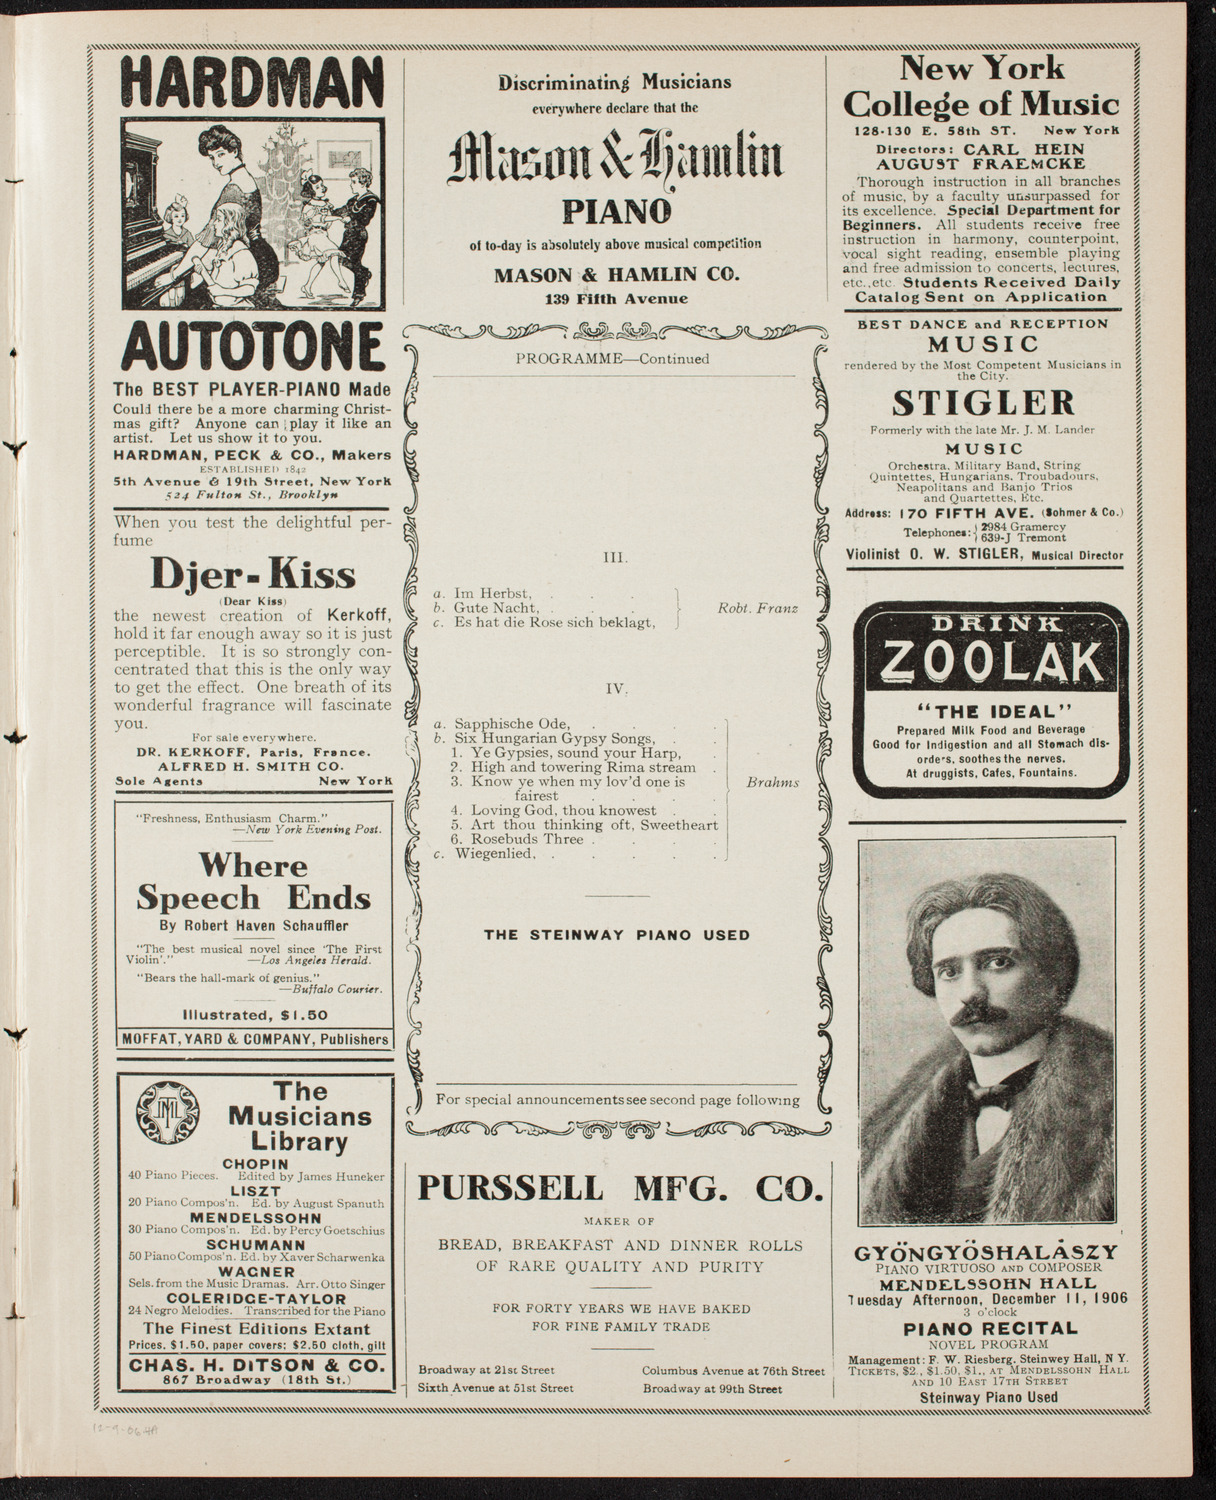 HARDMAN
AUTOTONE
The BEST PLAYER-PIANO Made
Could there be a more charming Christ-
mas gift? Anyone can play it like an
artist. Let us show it to you.
HARDMAN, PECK & CO., Makers
ESTABLISHED 1842
5th Avenue & 19th Street, New York
524 Fulton St., Brooklyn
When you test the delightful per-
fume
Djer-Kiss
(Dear Kiss)
the newest creation of Kerkoff,
hold it far enough away so it is just
perceptible. It is so strongly con-
centrated that this is the only way
to get the effect. One breath of its
wonderful fragrance will fascinate
you.
For sale everywhere.
DR. KERKOFF, Paris, France.
ALFRED H. SMITH CO.
Sole Agents New York
"Freshness, Enthusiasm Charm."
—New York Evening Post.
Where
Speech Ends
By Robert Haven Schauffler
"The best musical novel since 'The First
Violin'." —Los Angeles Herald.
"Bears the hall-mark of genius."
—Buffalo Courier.
Illustrated, $1.50
MOFFAT, YARD & COMPANY, Publishers
The
Musicians
Library
CHOPIN
40 Piano Pieces. Edited by James Huneker
LISZT
20 Piano Compos'n. Ed. by August Spanuth
MENDELSSOHN
30 Piano Compos'n. Ed. by Percy Goetschius
SCHUMANN
50 Piano Compos'n. Ed. by Xaver Scharwenka
WAGNER
Sels. from the Music Dramas. Arr. Otto Singer
COLERIDGE-TAYLOR
24 Negro Melodies. Transcribed for the Piano
The Finest Editions Extant
Prices, $1.50, paper covers; $2.50 cloth, gilt
CHAS. H. DITSON & CO.
867 Broadway (18th St.)
Discriminating Musicians
everywhere declare that the
Mason & Hamlin
PIANO
of to-day is absolutely above musical competition
MASON & HAMLIN CO.
139 Fifth Avenue
PROGRAMME—Continued
III.
a. Im Herbst, . . .
b. Gute Nacht, . . . Robt. Franz
c. Es hat die Rose sich beklagt,
IV.
a. Sapphische Ode, . . .
b. Six Hungarian Gypsy Songs, . .
1. Ye Gypsies, sound your Harp, .
2. High and towering Rima stream .
3. Know ye when my lov'd one is Brahms
fairest . . . .
4. Loving God, thou knowest . .
5. Art thou thinking oft, Sweetheart
6. Rosebuds Three . . . .
c. Wiegenlied, . . . . .
THE STEINWAY PIANO USED
For special announcements see second page following
PURSSELL MFG. CO.
MAKER OF
BREAD, BREAKFAST AND DINNER ROLLS
OF RARE QUALITY AND PURITY
FOR FORTY YEARS WE HAVE BAKED
FOR FINE FAMILY TRADE
Broadway at 21st Street Columbus Avenue at 76th Street
Sixth Avenue at 51st Street Broadway at 99th Street
New York
College of Music
128-130 E. 58th ST. New York
Directors: CARL HEIN
AUGUST FRAEMCKE
Thorough instruction in all branches
of music, by a faculty unsurpassed for
its excellence. Special Department for
Beginners. All students receive free
instruction in harmony, counterpoint,
vocal sight reading, ensemble playing
and free admission to concerts, lectures,
etc., etc. Students Received Daily
Catalog Sent on Application
BEST DANCE and RECEPTION
MUSIC
rendered by the Most Competent Musicians in
the City.
STIGLER
Formerly with the late Mr. J. M. Lander
MUSIC
Orchestra, Military Band, String
Quintettes, Hungarians, Troubadours,
Neapolitans and Banjo Trios
and Quartettes, Etc.
Address: 170 FIFTH AVE. (Sohmer & Co.)
Telephones: 2984 Gramercy
639-J Tremont
Violinist O. W. STIGLER, Musical Director
DRINK
ZOOLAK
"THE IDEAL"
Prepared Milk Food and Beverage
Good for Indigestion and all Stomach dis-
orders, soothes the nerves.
At druggists, Cafes, Fountains.
GYÖNGYÖSHALÁSZY
PIANO VIRTUOSO AND COMPOSER
MENDELSSOHN HALL
Tuesday Afternoon, December 11, 1906
3 o'clock
PIANO RECITAL
NOVEL PROGRAM
Management: F. W. Riesberg. Steinwey Hall, N Y.
TICKETS, $2., $1.50, $1., AT MENDELSSOHN HALL
AND 10 EAST 17TH STREET
Steinway Piano Used
12-9-06 4A